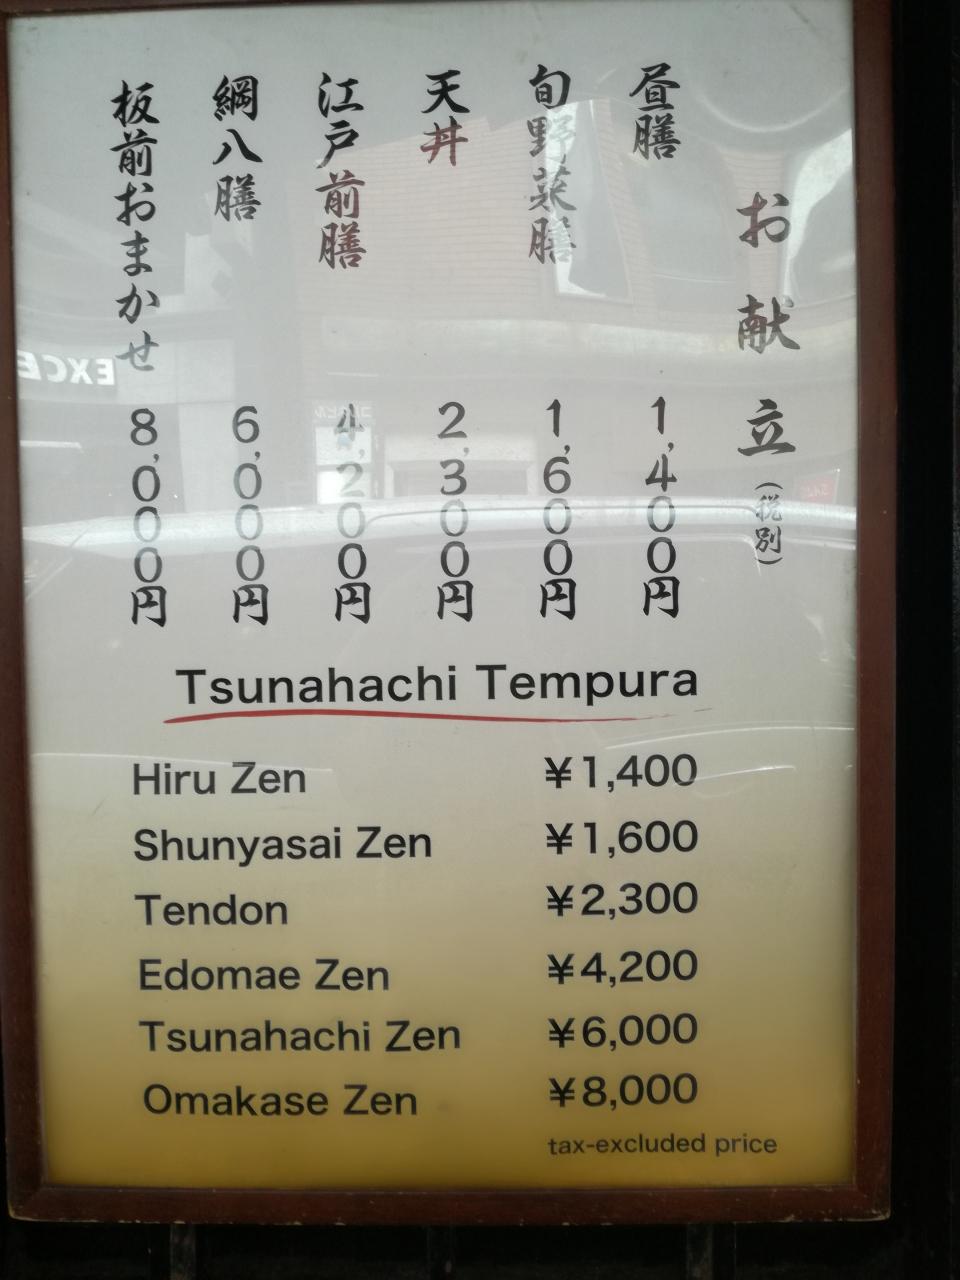 お献立(税別)
昼膳 1,400円
旬野菜膳 1,600円
天丼 2,300円
江戸前膳 4,200円
綱八膳 6,000円
板前おまかせ 8,000円
Tsunahachi Tempura
Hiru Zen ¥1,400
Shunyasai Zen ¥1,600
Tendon ¥2,300
Edomae Zen ¥4,200
Tsunahachi Zen ¥6,000
Omakase Zen ¥8,000
tax-excluded price
EXCE